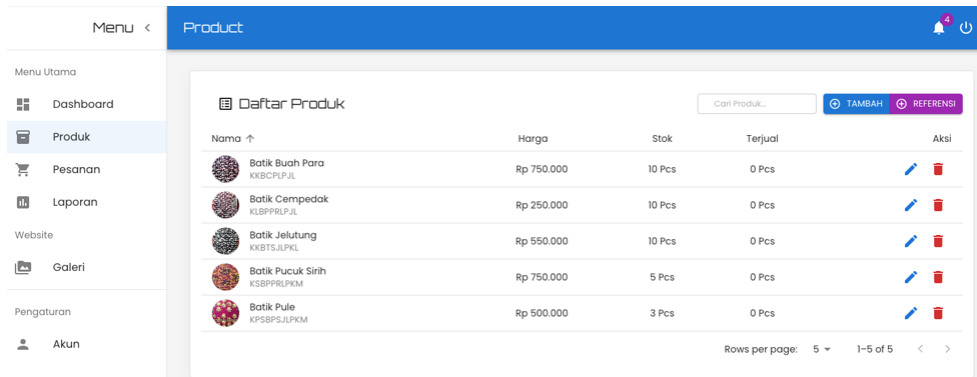 Menu
Product
4
Menu Utama
Dashboard
Produk
Pesanan
Laporan
Website
Galeri
Pengaturan
Akun
Daftar Produk
Cari Produk...
TAMBAH
REFERENSI
Nama Harga Stok Terjual Aksi
Batik Buah Para
KKBCPLPJL
Rp 750.000 10 Pcs 0 Pcs
Batik Cempedak
KLBPPRLPJL
Rp 250.000 10 Pcs 0 Pcs
Batik Jelutung
KKBTSJLPKL
Rp 550.000 10 Pcs 0 Pcs
Batik Pucuk Sirih
KSBPPRLPKM
Rp 750.000 5 Pcs 0 Pcs
Batik Pule
KPSBPSJLPKM
Rp 500.000 3 Pcs 0 Pcs
Rows per page: 5 1–5 of 5